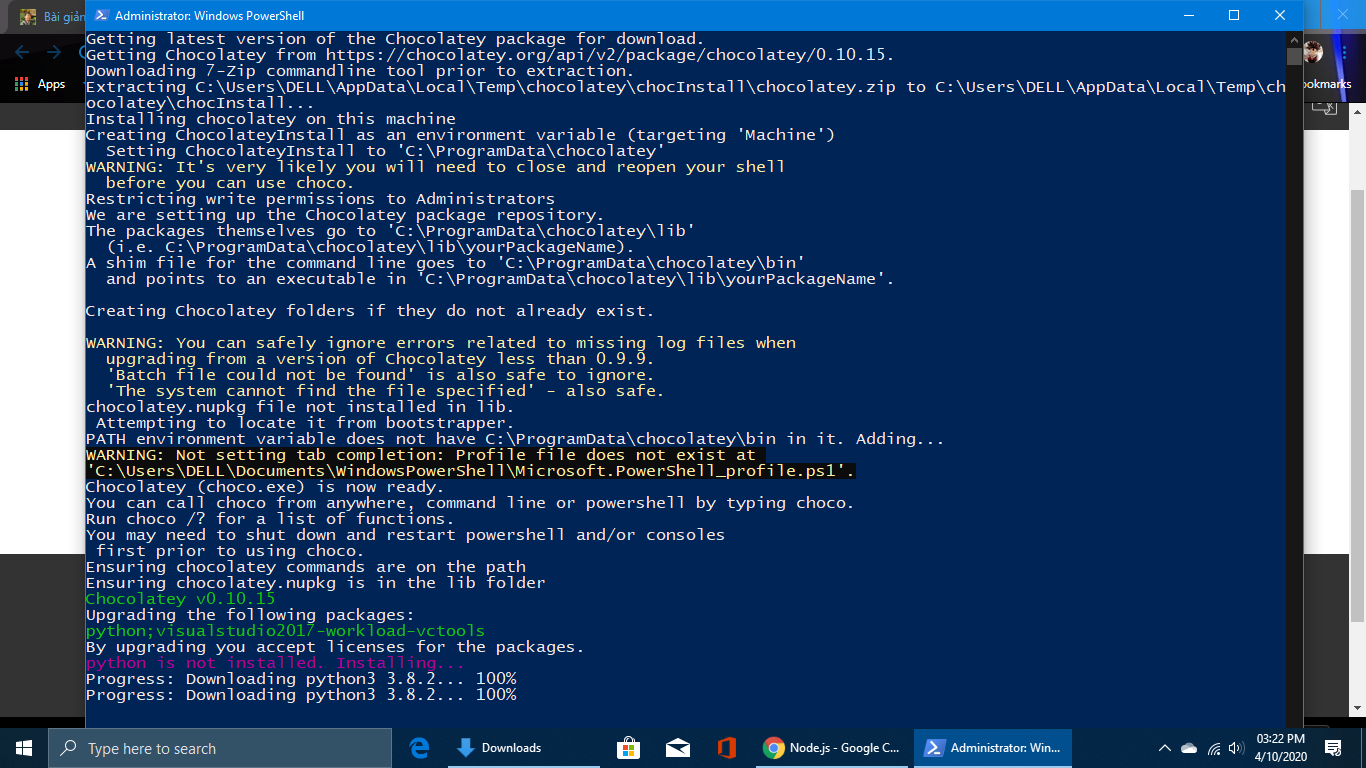 Bài giản
Administrator: Windows PowerShell
Apps
ookmarks
Getting latest version of the Chocolatey package for download.
Getting Chocolatey from https://chocolatey.org/api/v2/package/chocolatey/0.10.15.
Downloading 7-Zip commandline tool prior to extraction.
Extracting C:\Users\DELL\AppData\Local\Temp\chocolatey\chocInstall\chocolatey.zip to C:\Users\DELL\AppData\Local\Temp\ch
ocolatey\ChocInstall...
Installing chocolatey on this machine
Creating ChocolateyInstall as an environment variable (targeting 'Machine')
  Setting ChocolateyInstall to 'C:\ProgramData\chocolatey'
WARNING: It's very likely you will need to close and reopen your shell
  before you can use choco.
Restricting write permissions to Administrators
We are setting up the Chocolatey package repository.
The packages themselves go to 'C:\ProgramData\chocolatey\lib'
  (i.e. C:\ProgramData\chocolatey\lib\yourPackageName).
A shim file for the command line goes to 'C:\ProgramData\chocolatey\bin'
  and points to an executable in 'C:\ProgramData\chocolatey\lib\yourPackageName'.
Creating Chocolatey folders if they do not already exist.
WARNING: You can safely ignore errors related to missing log files when
  upgrading from a version of Chocolatey less than 0.9.9.
  'Batch file could not be found' is also safe to ignore.
  'The system cannot find the file specified' - also safe.
chocolatey.nupkg file not installed in lib.
 Attempting to locate it from bootstrapper.
PATH environment variable does not have C:\ProgramData\chocolatey\bin in it. Adding...
WARNING: Not setting tab completion: Profile file does not exist at
'C:\Users\DELL\Documents\WindowsPowerShell\Microsoft.PowerShell_profile.ps1'.
Chocolatey (choco.exe) is now ready.
You can call choco from anywhere, command line or powershell by typing choco.
Run choco /? for a list of functions.
You may need to shut down and restart powershell and/or consoles
 first prior to using choco.
Ensuring chocolatey commands are on the path
Ensuring chocolatey.nupkg is in the lib folder
Chocolatey v0.10.15
Upgrading the following packages:
python;visualstudio2017-workload-vctools
By upgrading you accept licenses for the packages.
python is not installed. Installing...
Progress: Downloading python3 3.8.2... 100%
Progress: Downloading python3 3.8.2... 100%
Type here to search
Downloads
Node.js - Google C...
Administrator: Win...
03:22 PM
4/10/2020